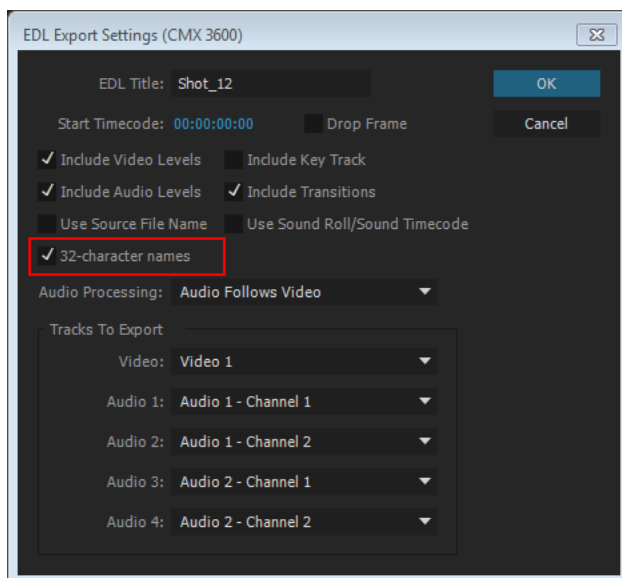 EDL Export Settings (CMX 3600)
EDL Title: Shot_12 OK
Start Timecode: 00:00:00:00 Drop Frame Cancel
Include Video Levels Include Key Track
Include Audio Levels Include Transitions
Use Source File Name Use Sound Roll/Sound Timecode
32-character names
Audio Processing: Audio Follows Video
Tracks To Export
Video: Video 1
Audio 1: Audio 1 - Channel 1
Audio 2: Audio 1 - Channel 2
Audio 3: Audio 2 - Channel 1
Audio 4: Audio 2 - Channel 2